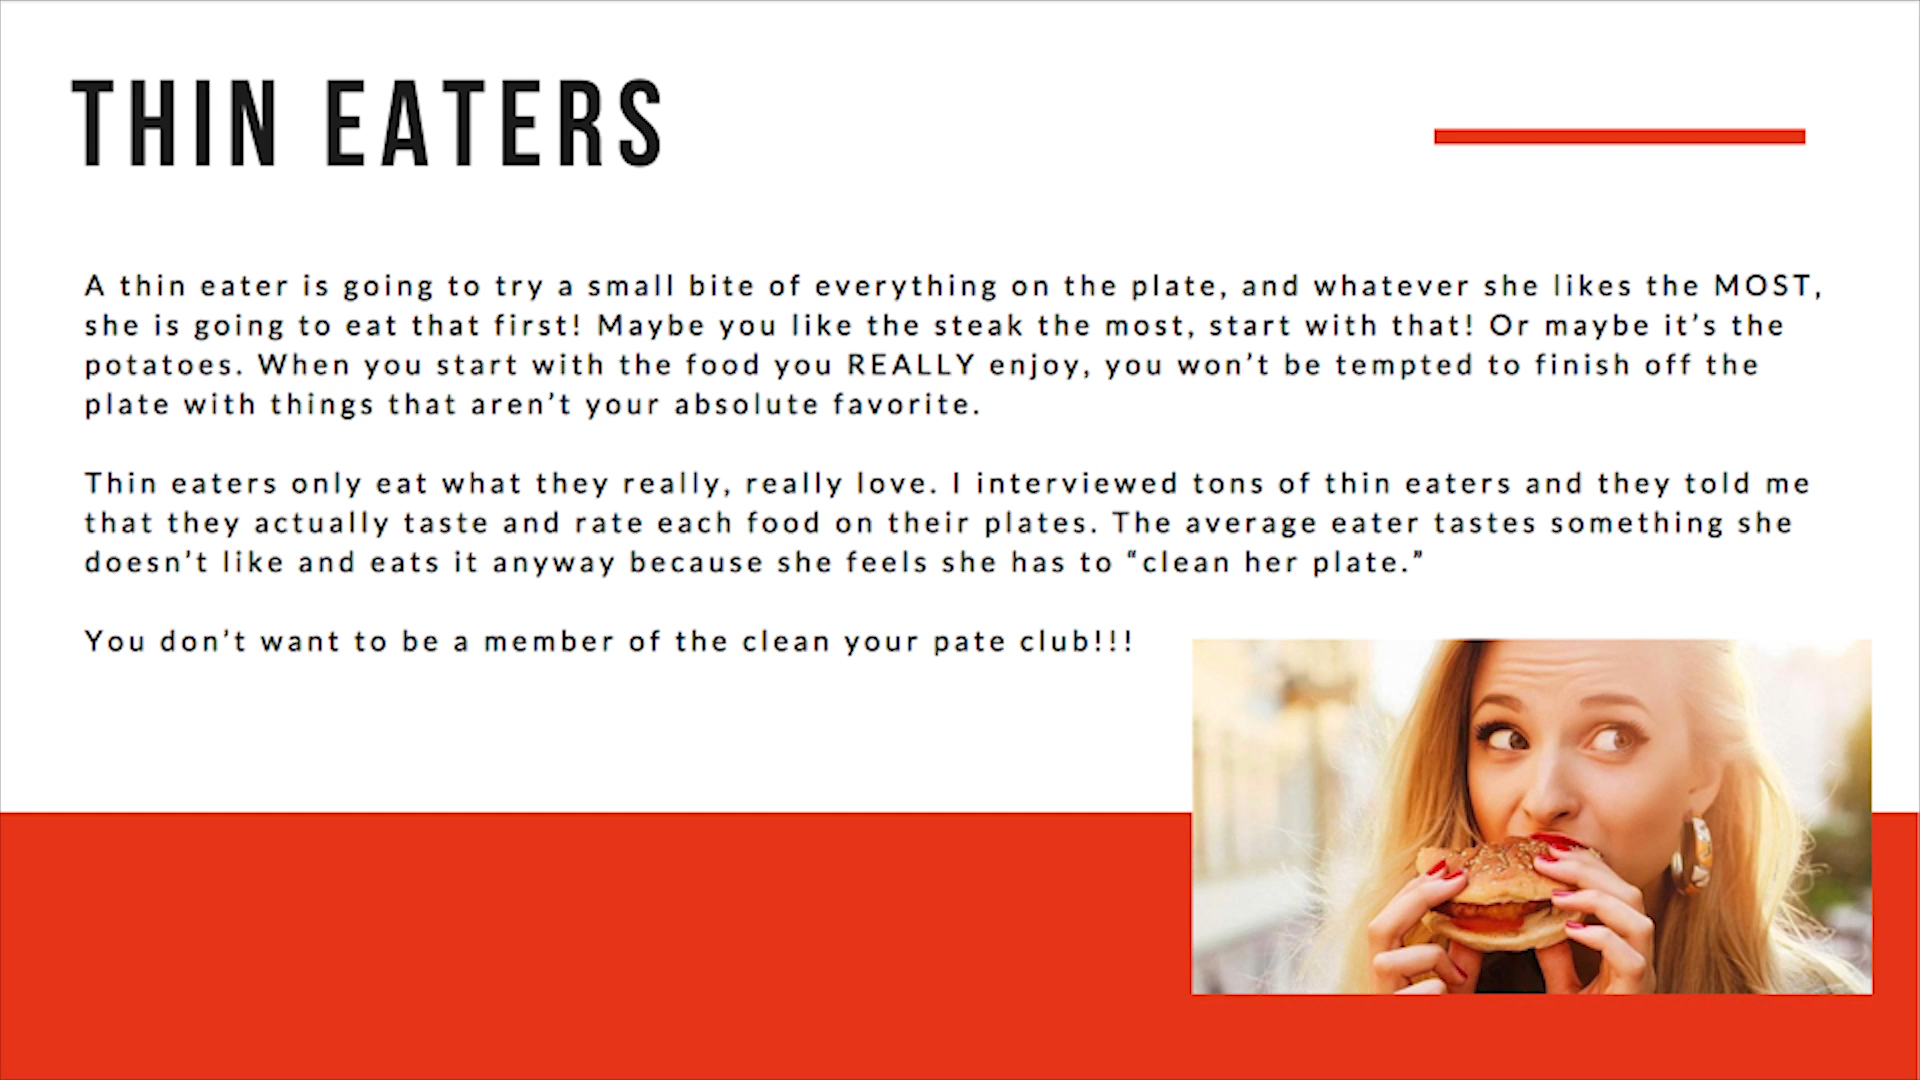 THIN EATERS
A thin eater is going to try a small bite of everything on the plate, and whatever she likes the MOST,
she is going to eat that first! Maybe you like the steak the most, start with that! Or maybe it’s the
potatoes. When you start with the food you REALLY enjoy, you won’t be tempted to finish off the
plate with things that aren’t your absolute favorite.
Thin eaters only eat what they really, really love. I interviewed tons of thin eaters and they told me
that they actually taste and rate each food on their plates. The average eater tastes something she
doesn’t like and eats it anyway because she feels she has to “clean her plate.”
You don’t want to be a member of the clean your pate club!!!